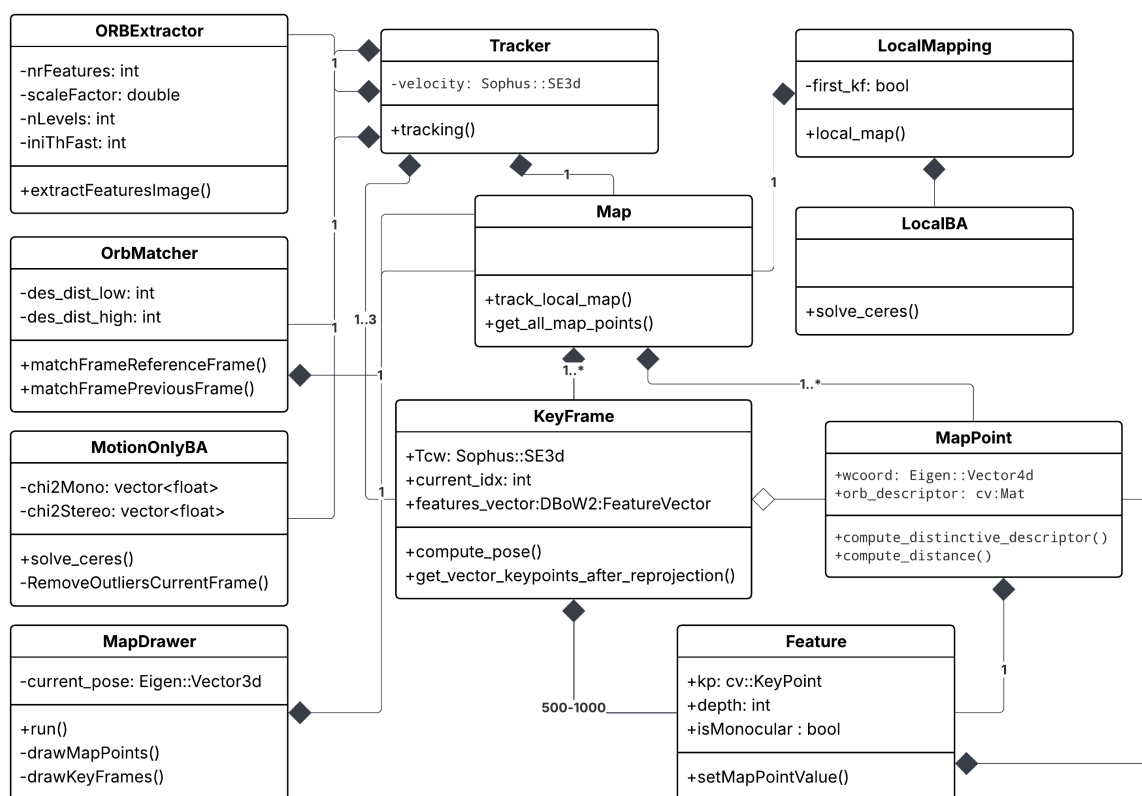 ORBExtractor
-nrFeatures: int
-scaleFactor: double
-nLevels: int
-iniThFast: int
+extractFeaturesImage()
Tracker
-velocity: Sophus::SE3d
+tracking()
LocalMapping
-first_kf: bool
+local_map()
1
1
1
Map
+track_local_map()
+get_all_map_points()
LocalBA
+solve_ceres()
1
OrbMatcher
-des_dist_low: int
-des_dist_high: int
+matchFrameReferenceFrame()
+matchFramePreviousFrame()
1
1..3
1
1..*
1..*
KeyFrame
+Tcw: Sophus::SE3d
+current_idx: int
+features_vector:DBoW2:FeatureVector
+compute_pose()
+get_vector_keypoints_after_reprojection()
MapPoint
+wcoord: Eigen::Vector4d
+orb_descriptor: cv:Mat
+compute_distinctive_descriptor()
+compute_distance()
MotionOnlyBA
-chi2Mono: vector<float>
-chi2Stereo: vector<float>
+solve_ceres()
-RemoveOutliersCurrentFrame()
1
MapDrawer
-current_pose: Eigen::Vector3d
+run()
-drawMapPoints()
-drawKeyFrames()
500-1000
Feature
+kp: cv::KeyPoint
+depth: int
+isMonocular : bool
+setMapPointValue()
1